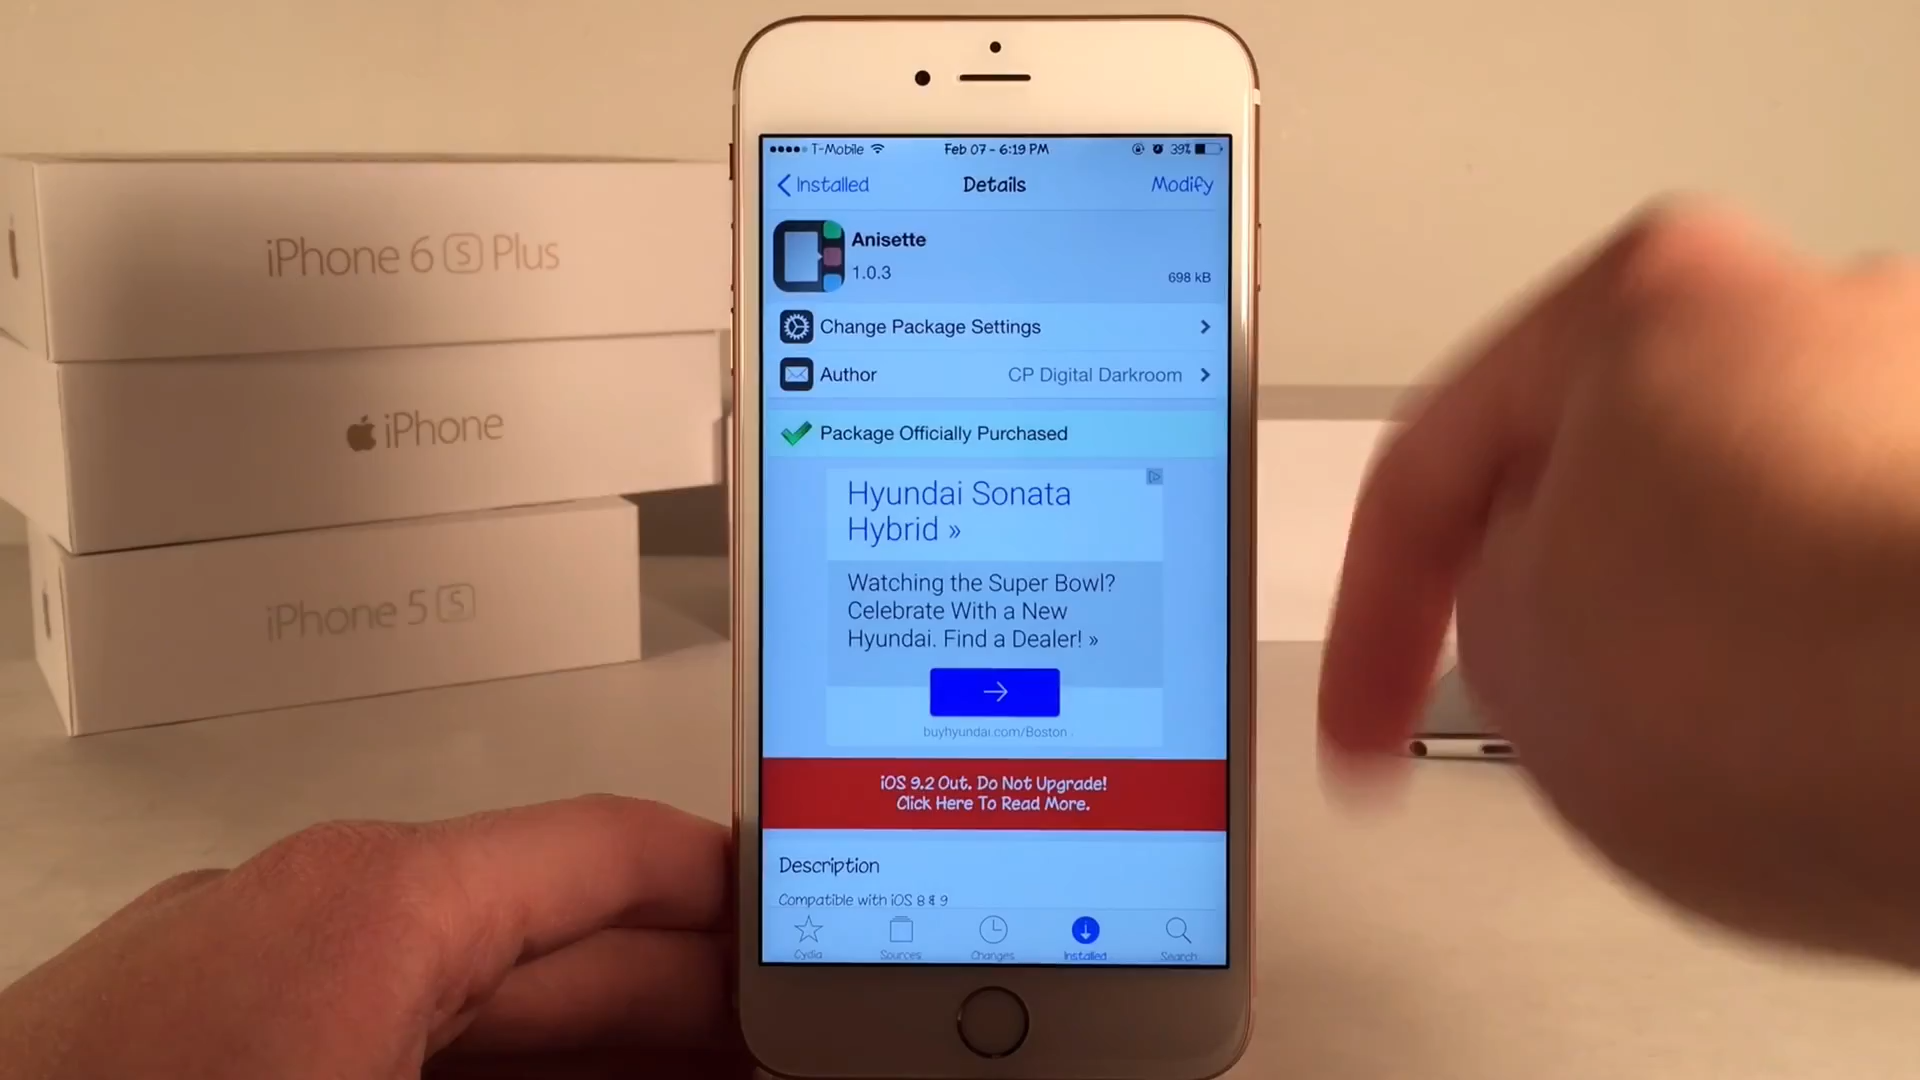 iPhone 6 S Plus
iPhone
iPhone 5 S
T-Mobile
Feb 07 - 6:19 PM
39%
Installed
Details
Modify
Anisette
1.0.3
698 kB
Change Package Settings
Author
CP Digital Darkroom
Package Officially Purchased
Hyundai Sonata
Hybrid »
Watching the Super Bowl?
Celebrate With a New
Hyundai. Find a Dealer! »
buyhyundai.com/Boston
iOS 9.2 Out. Do Not Upgrade!
Click Here To Read More.
Description
Compatible with iOS 8 & 9
Cydia
Sources
Changes
Installed
Search